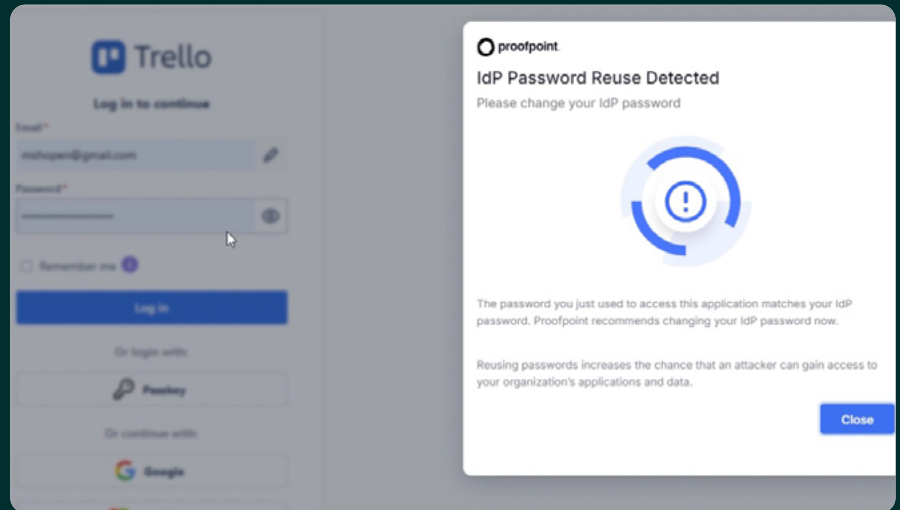 Trello
Log in to continue
Email*
mshopen@gmail.com
Password*
Remember me
Log in
Or login with:
Passkey
Or continue with:
Google
proofpoint
IdP Password Reuse Detected
Please change your IdP password
The password you just used to access this application matches your IdP
password. Proofpoint recommends changing your IdP password now.
Reusing passwords increases the chance that an attacker can gain access to
your organization's applications and data.
Close